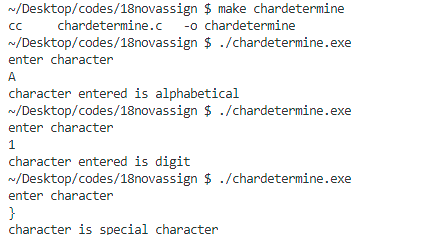 ~/Desktop/codes/18novassign $ make chardetermine
cc     chardetermine.c   -o chardetermine
~/Desktop/codes/18novassign $ ./chardetermine.exe
enter character
A
character entered is alphabetical
~/Desktop/codes/18novassign $ ./chardetermine.exe
enter character
1
character entered is digit
~/Desktop/codes/18novassign $ ./chardetermine.exe
enter character
}
character is special character